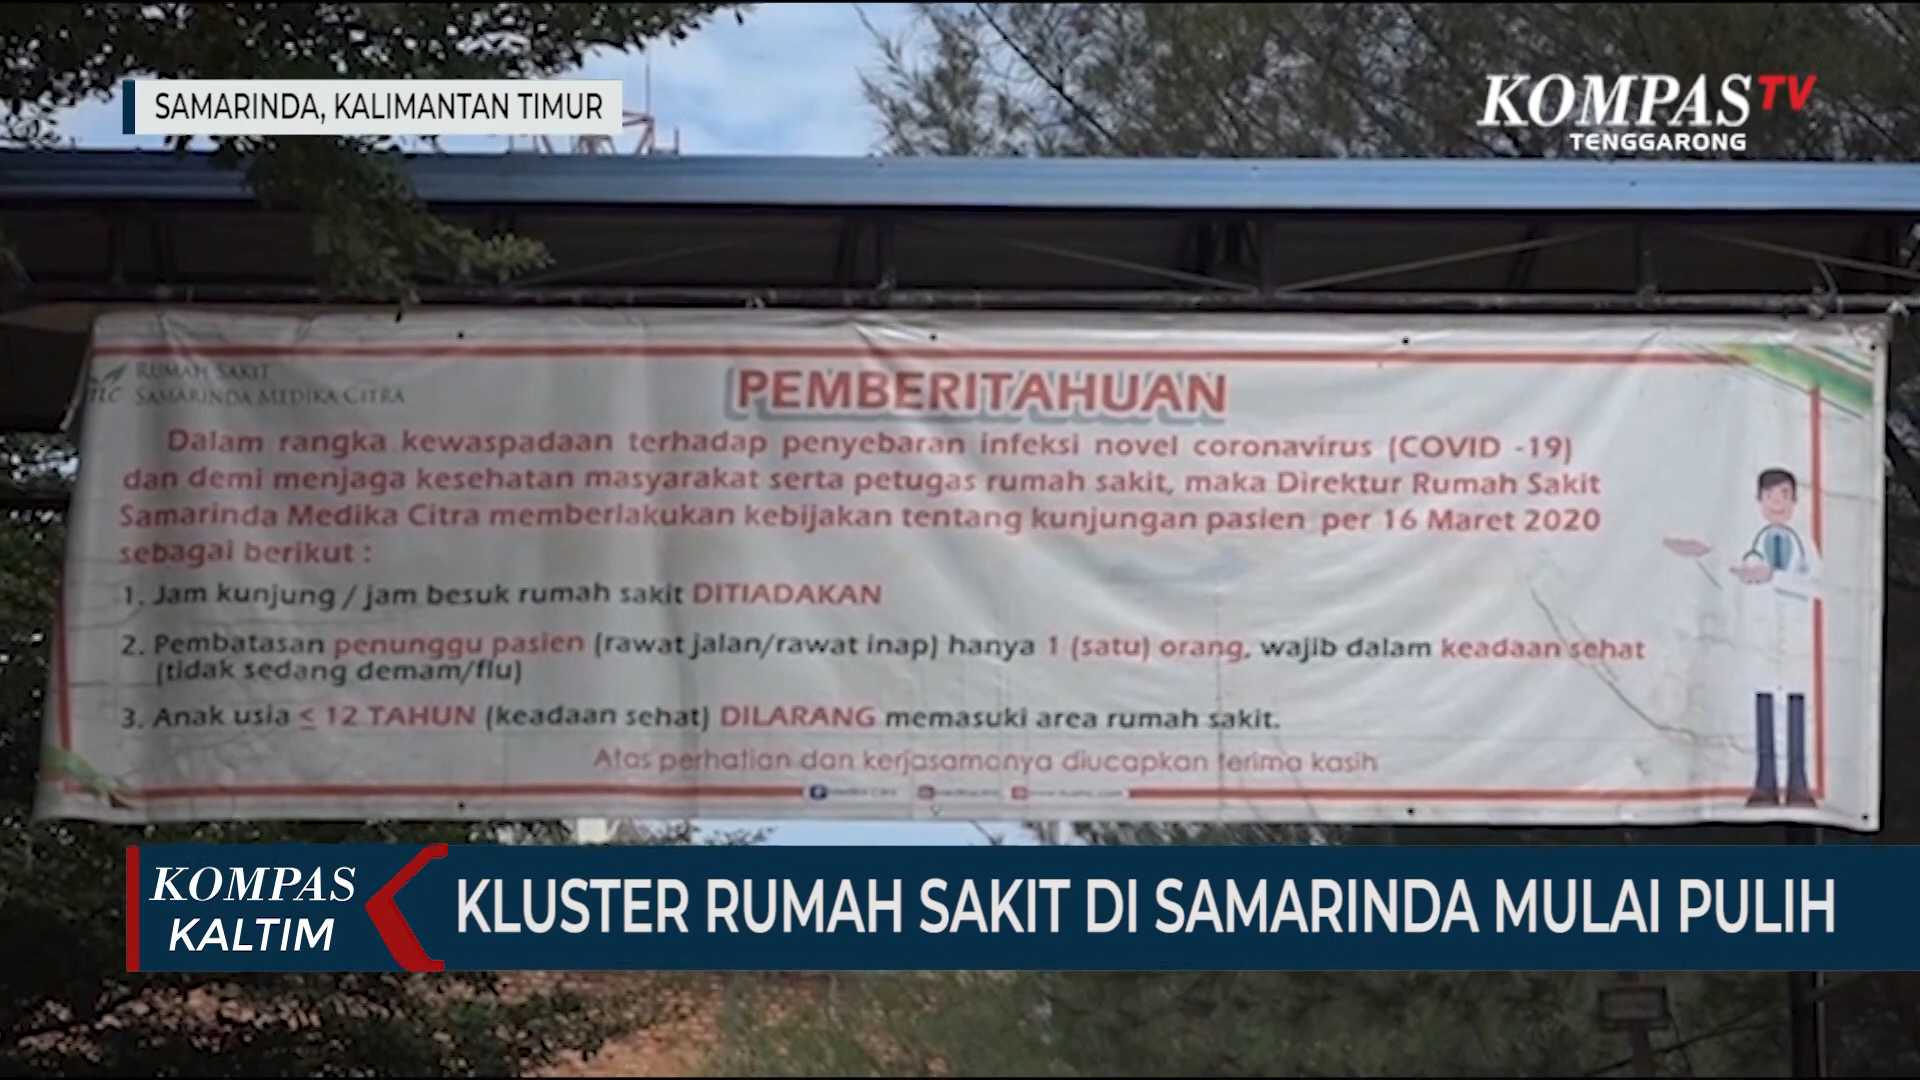 SAMARINDA, KALIMANTAN TIMUR
KOMPAS TV
TENGGARONG
RUMAH SAKIT
SAMARINDA MEDIKA CITRA
PEMBERITAHUAN
Dalam rangka kewaspadaan terhadap penyebaran infeksi novel coronavirus (COVID -19)
dan demi menjaga kesehatan masyarakat serta petugas rumah sakit, maka Direktur Rumah Sakit
Samarinda Medika Citra memberlakukan kebijakan tentang kunjungan pasien per 16 Maret 2020
sebagai berikut :
1. Jam kunjung / jam besuk rumah sakit DITIADAKAN
2. Pembatasan penunggu pasien (rawat jalan/rawat inap) hanya 1 (satu) orang, wajib dalam keadaan sehat
(tidak sedang demam/flu)
3. Anak usia ≤ 12 TAHUN (keadaan sehat) DILARANG memasuki area rumah sakit.
Atas perhatian dan kerjasamanya diucapkan terima kasih
KOMPAS
KALTIM
KLUSTER RUMAH SAKIT DI SAMARINDA MULAI PULIH